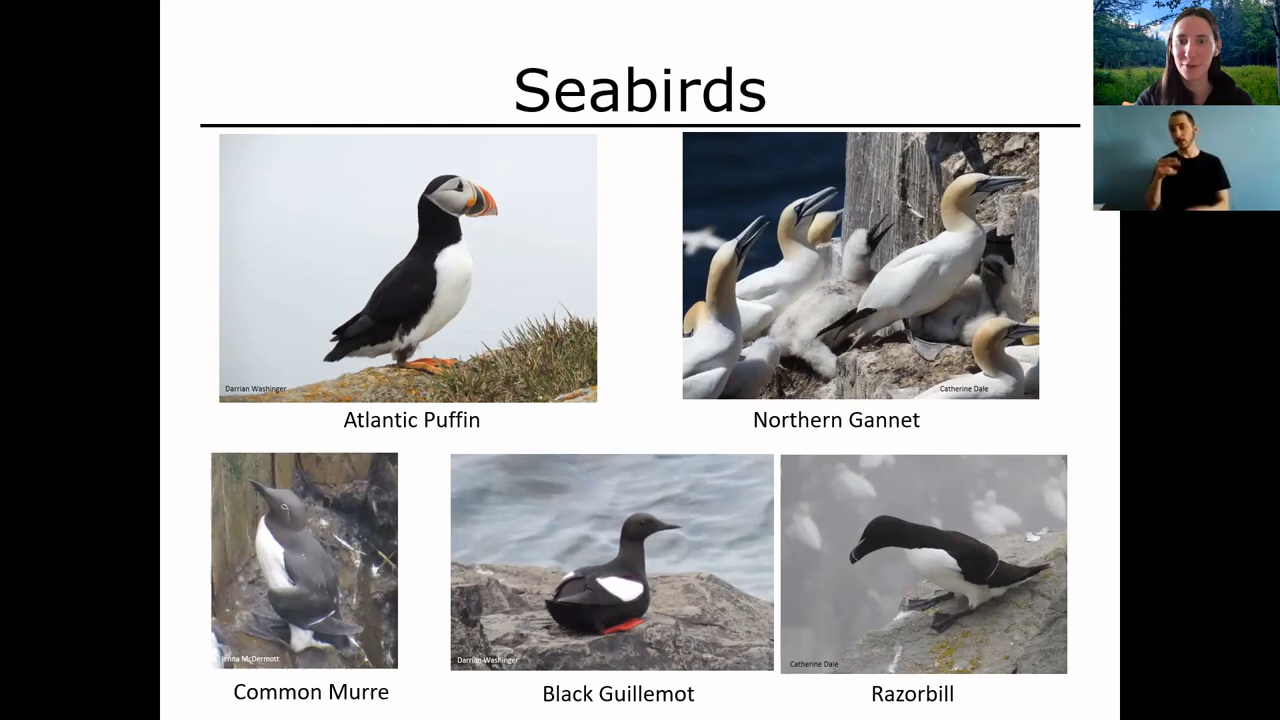 Seabirds
Darrian Washinger
Catherine Dale
Atlantic Puffin
Northern Gannet
Jenna McDermott
Darrian Washinger
Catherine Dale
Common Murre
Black Guillemot
Razorbill